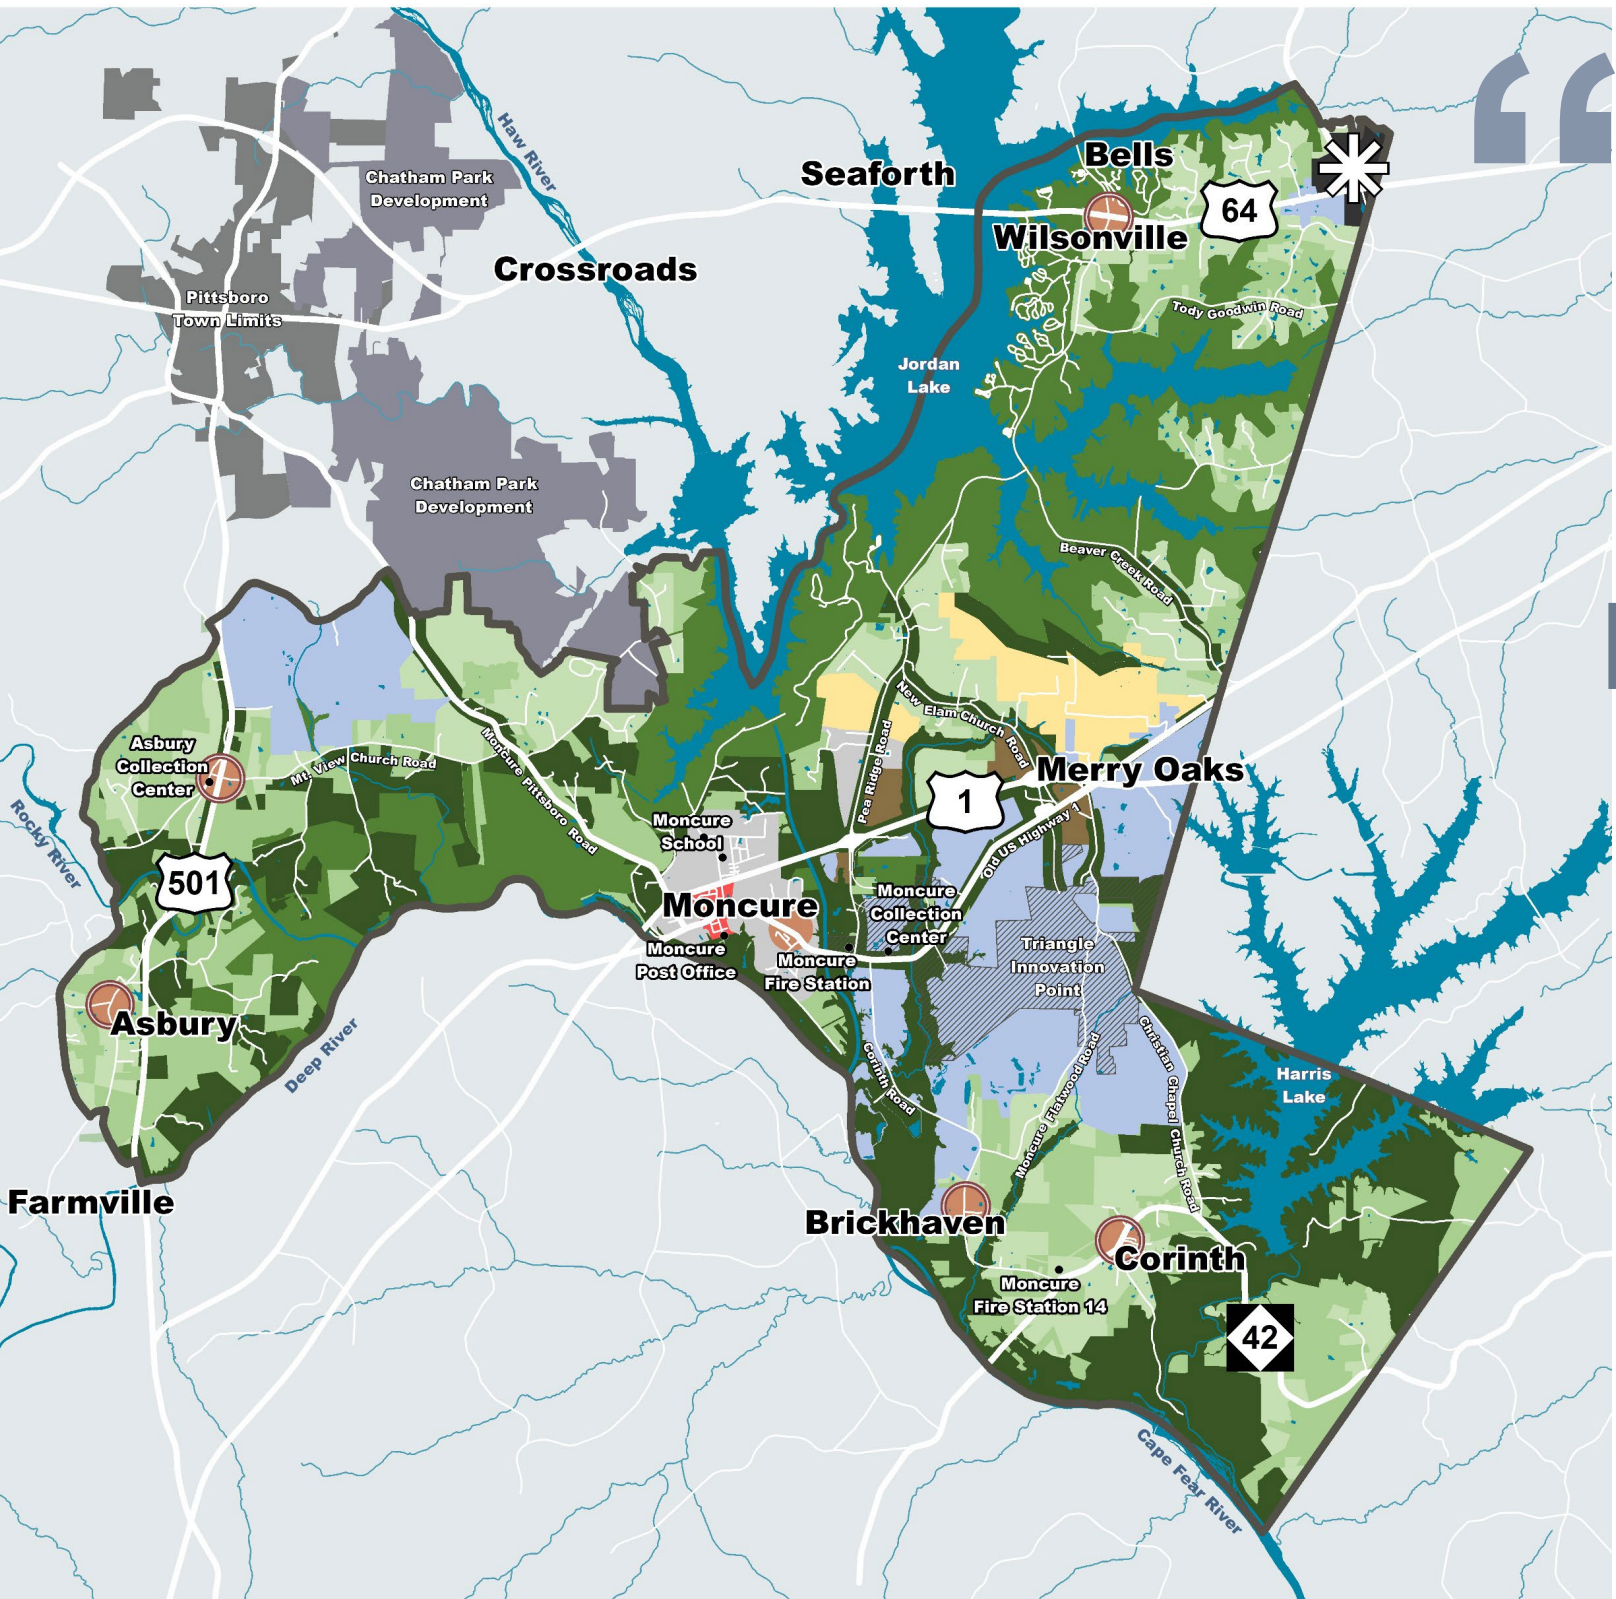 “
Haw River
Bells
Seaforth
Chatham Park
Development
64
Wilsonville
Crossroads
Pittsboro
Town Limits
Tody Goodwin Road
Jordan
Lake
Chatham Park
Development
Beaver Creek Road
New Elam Church Road
Asbury
Collection
Center
Mt. View Church Road
Moncure Pittsboro Road
Pea Ridge Road
Merry Oaks
1
Old US Highway 1
Rocky River
Moncure
School
501
Moncure
Moncure
Collection
Center
Moncure
Post Office
Moncure
Fire Station
Triangle
Innovation
Point
Asbury
Deep River
Corinth Road
Moncure Flatwood Road
Christian Chapel Church Road
Harris
Lake
Farmville
Brickhaven
Corinth
Moncure
Fire Station 14
42
Cape Fear River